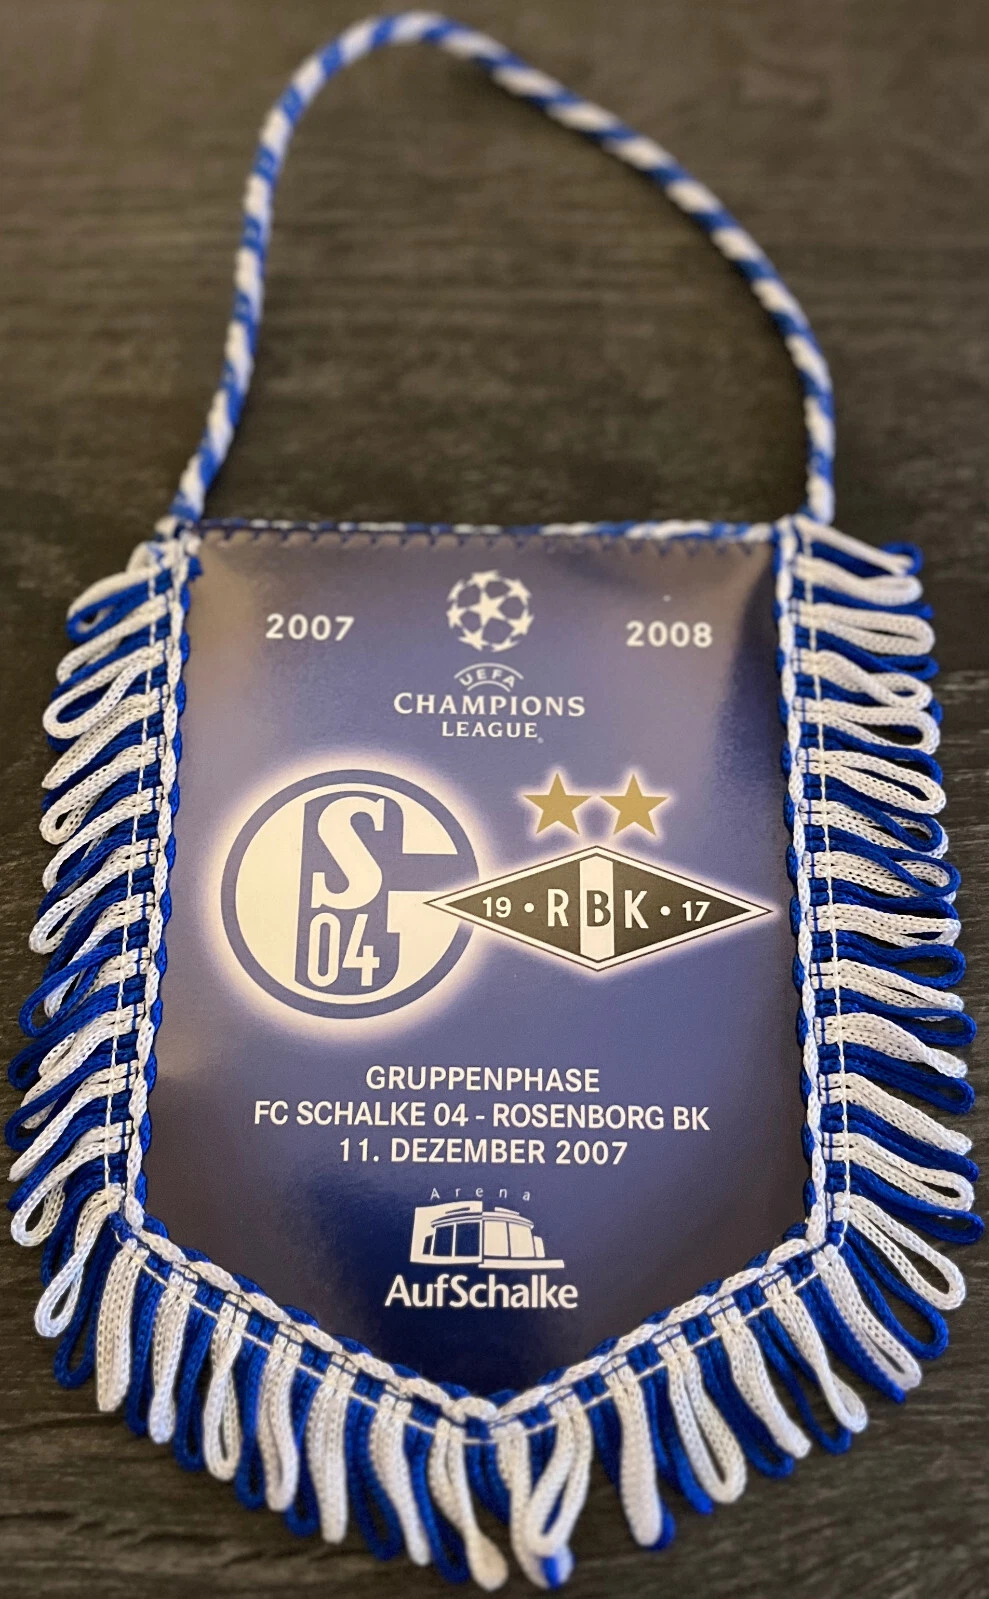 2007 2008
UEFA
CHAMPIONS
LEAGUE
S
04
19 • RBK • 17
GRUPPENPHASE
FC SCHALKE 04 - ROSENBORG BK
11. DEZEMBER 2007
Arena
AufSchalke